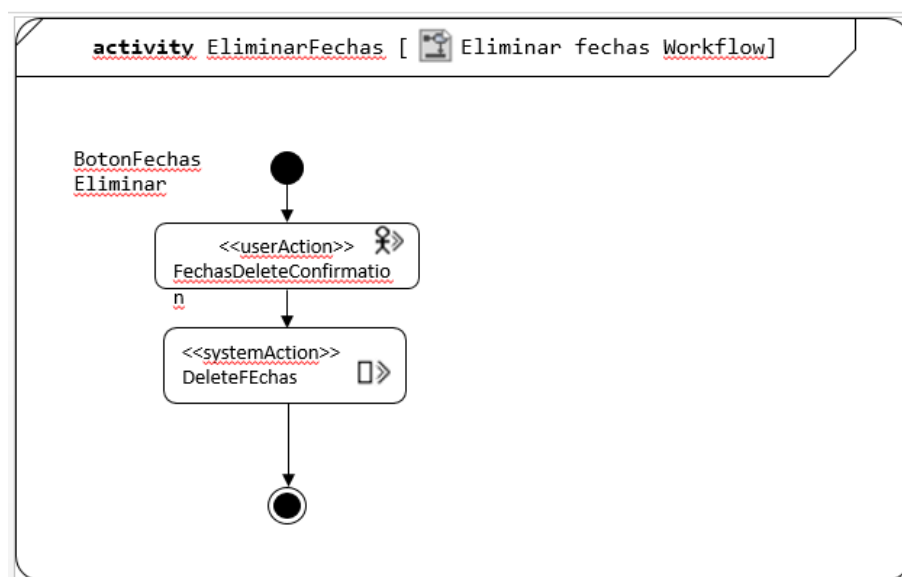 activity EliminarFechas [ Eliminar fechas Workflow]
BotonFechas
Eliminar
<<userAction>>
FechasDeleteConfirmatio
n
<<systemAction>>
DeleteFEchas